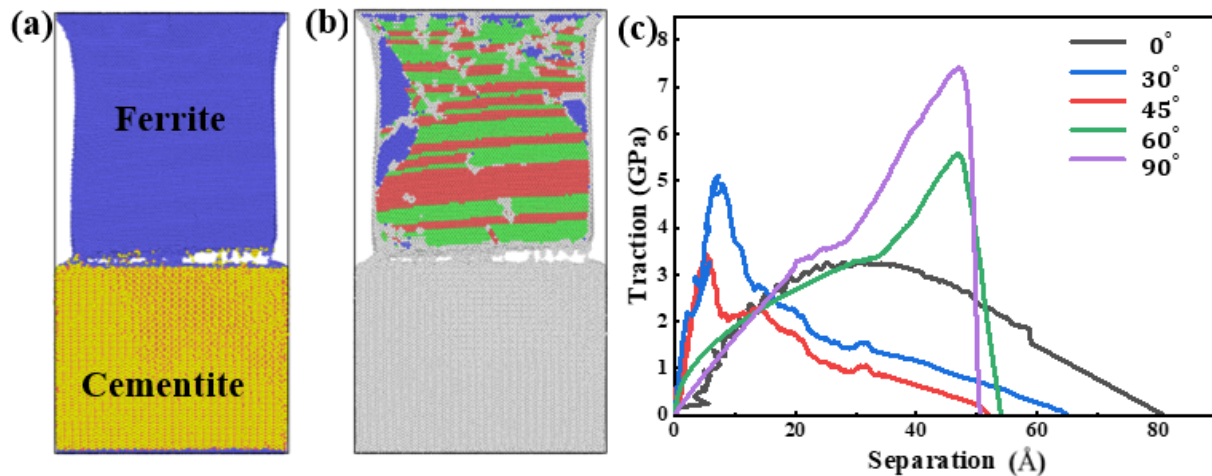 (a)
Ferrite
Cementite
(b)
(c)
8
7
6
5
4
3
2
1
0
Traction (GPa)
0°
30°
45°
60°
90°
0 20 40 60 80
Separation (Å)